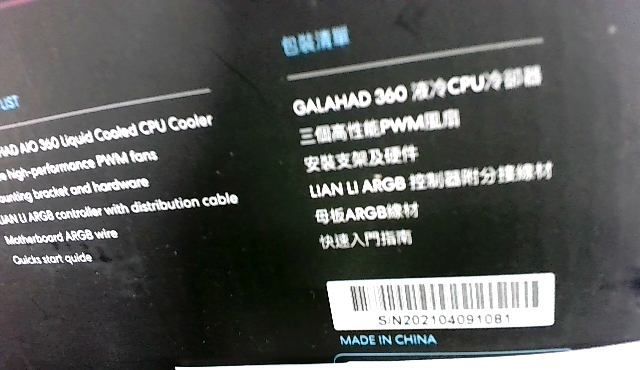 LIST
HAD AIO 360 Liquid Cooled CPU Cooler
high-performance PWM fans
ounting bracket and hardware
LIAN LI ARGB controller with distribution cable
Motherboard ARGB wire
Quicks start guide
包裝清單
GALAHAD 360 液冷CPU冷卻器
三個高性能PWM風扇
安裝支架及硬件
LIAN LI ARGB 控制器附分接線材
母板ARGB線材
快速入門指南
S/N202104091081
MADE IN CHINA